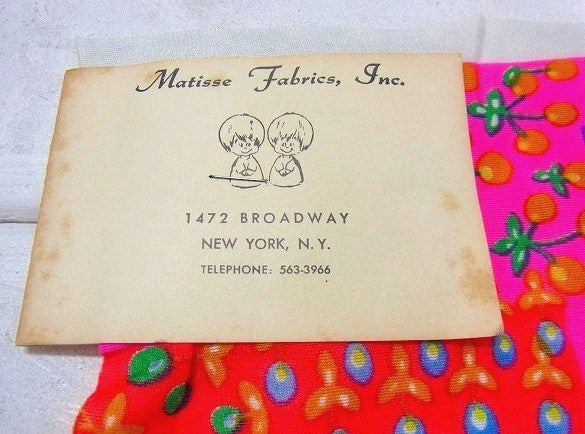 Matisse Fabrics, Inc.
1472 BROADWAY
NEW YORK, N.Y.
TELEPHONE: 563-3966